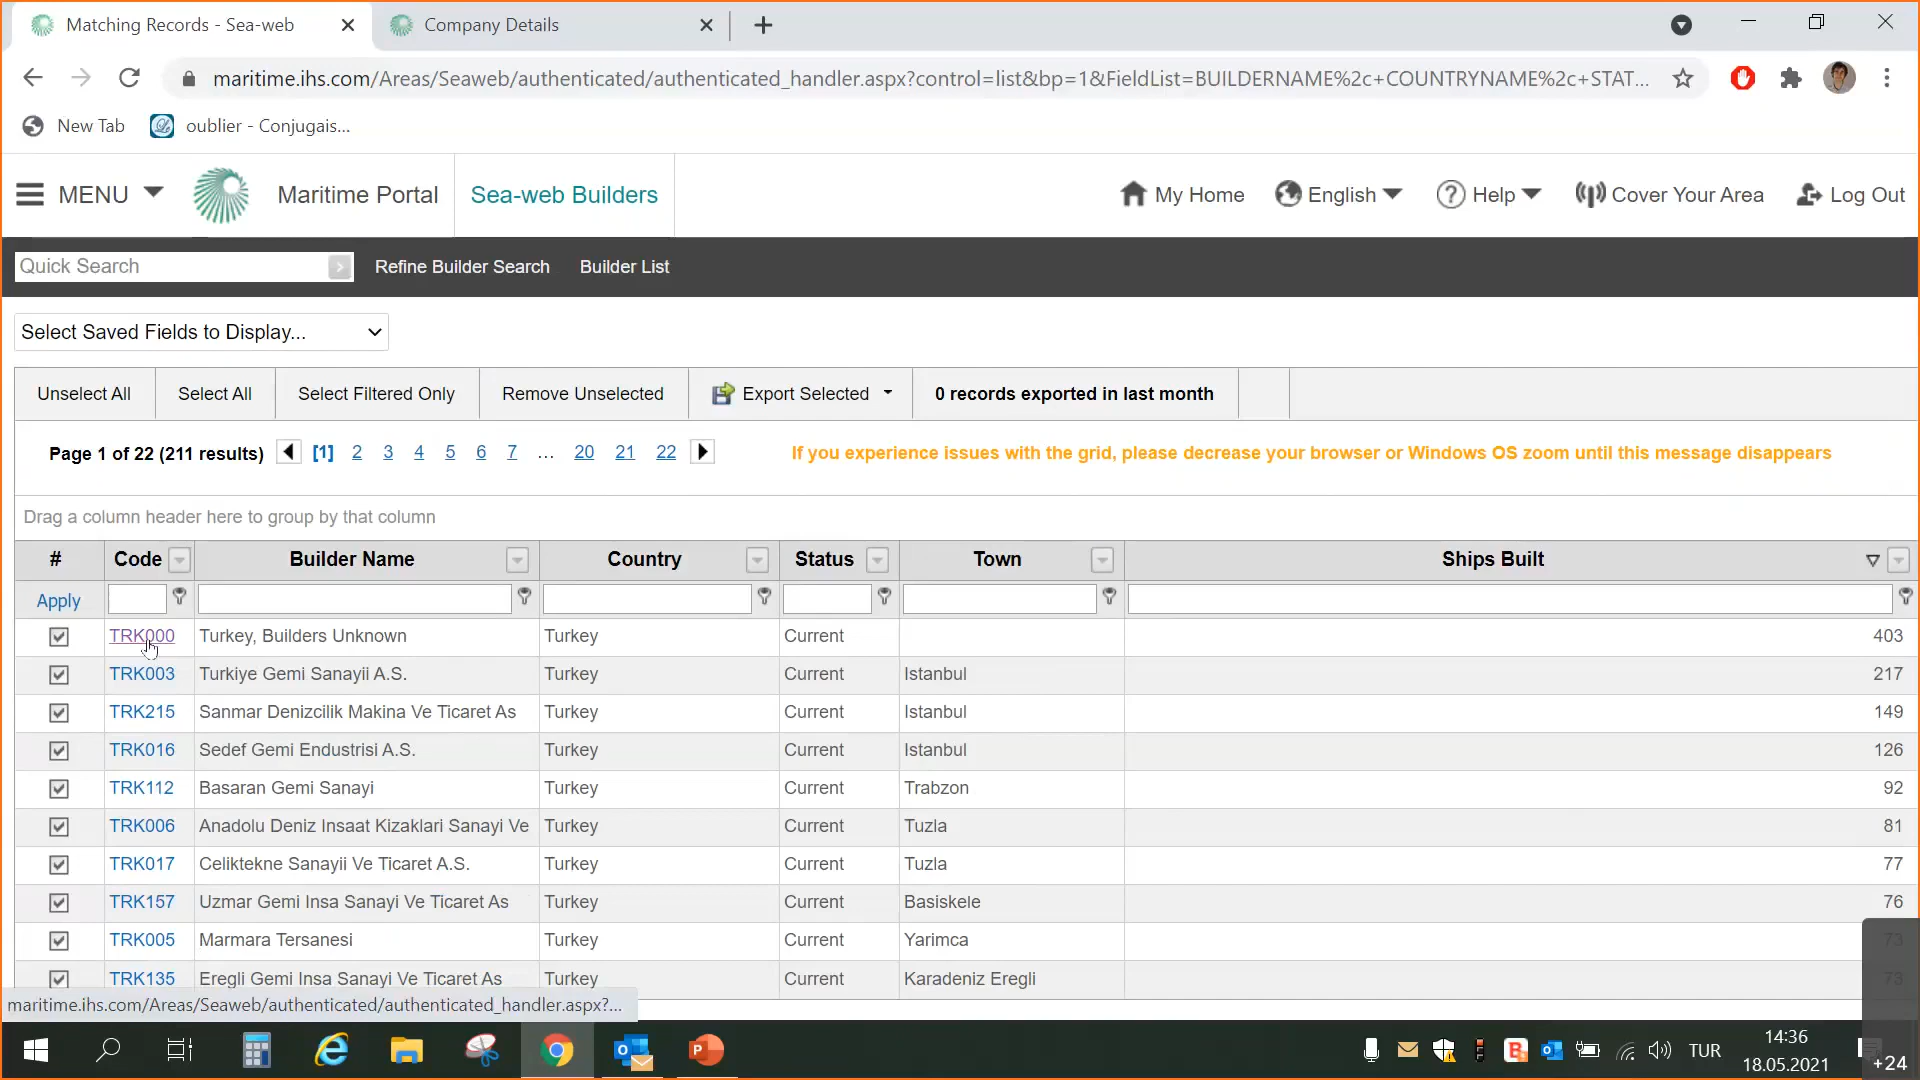 Matching Records - Sea-web
Company Details
maritime.ihs.com/Areas/Seaweb/authenticated/authenticated_handler.aspx?control=list&bp=1&FieldList=BUILDERNAME%2c+COUNTRYNAME%2c+STAT...
New Tab
oublier - Conjugais...
MENU
Maritime Portal
Sea-web Builders
My Home
English
Help
Cover Your Area
Log Out
Quick Search
Refine Builder Search
Builder List
Select Saved Fields to Display...
Unselect All
Select All
Select Filtered Only
Remove Unselected
Export Selected
0 records exported in last month
Page 1 of 22 (211 results) [1] 2 3 4 5 6 7 ... 20 21 22
If you experience issues with the grid, please decrease your browser or Windows OS zoom until this message disappears
Drag a column header here to group by that column
# Code Builder Name Country Status Town Ships Built
Apply
TRK000 Turkey, Builders Unknown Turkey Current 403
TRK003 Turkiye Gemi Sanayii A.S. Turkey Current Istanbul 217
TRK215 Sanmar Denizcilik Makina Ve Ticaret As Turkey Current Istanbul 149
TRK016 Sedef Gemi Endustrisi A.S. Turkey Current Istanbul 126
TRK112 Basaran Gemi Sanayi Turkey Current Trabzon 92
TRK006 Anadolu Deniz Insaat Kizaklari Sanayi Ve Turkey Current Tuzla 81
TRK017 Celiktekne Sanayii Ve Ticaret A.S. Turkey Current Tuzla 77
TRK157 Uzmar Gemi Insa Sanayi Ve Ticaret As Turkey Current Basiskele 76
TRK005 Marmara Tersanesi Turkey Current Yarimca 73
TRK135 Eregli Gemi Insa Sanayi Ve Ticaret As Turkey Current Karadeniz Eregli 73
maritime.ihs.com/Areas/Seaweb/authenticated/authenticated_handler.aspx?...
TUR
14:36
18.05.2021
+24